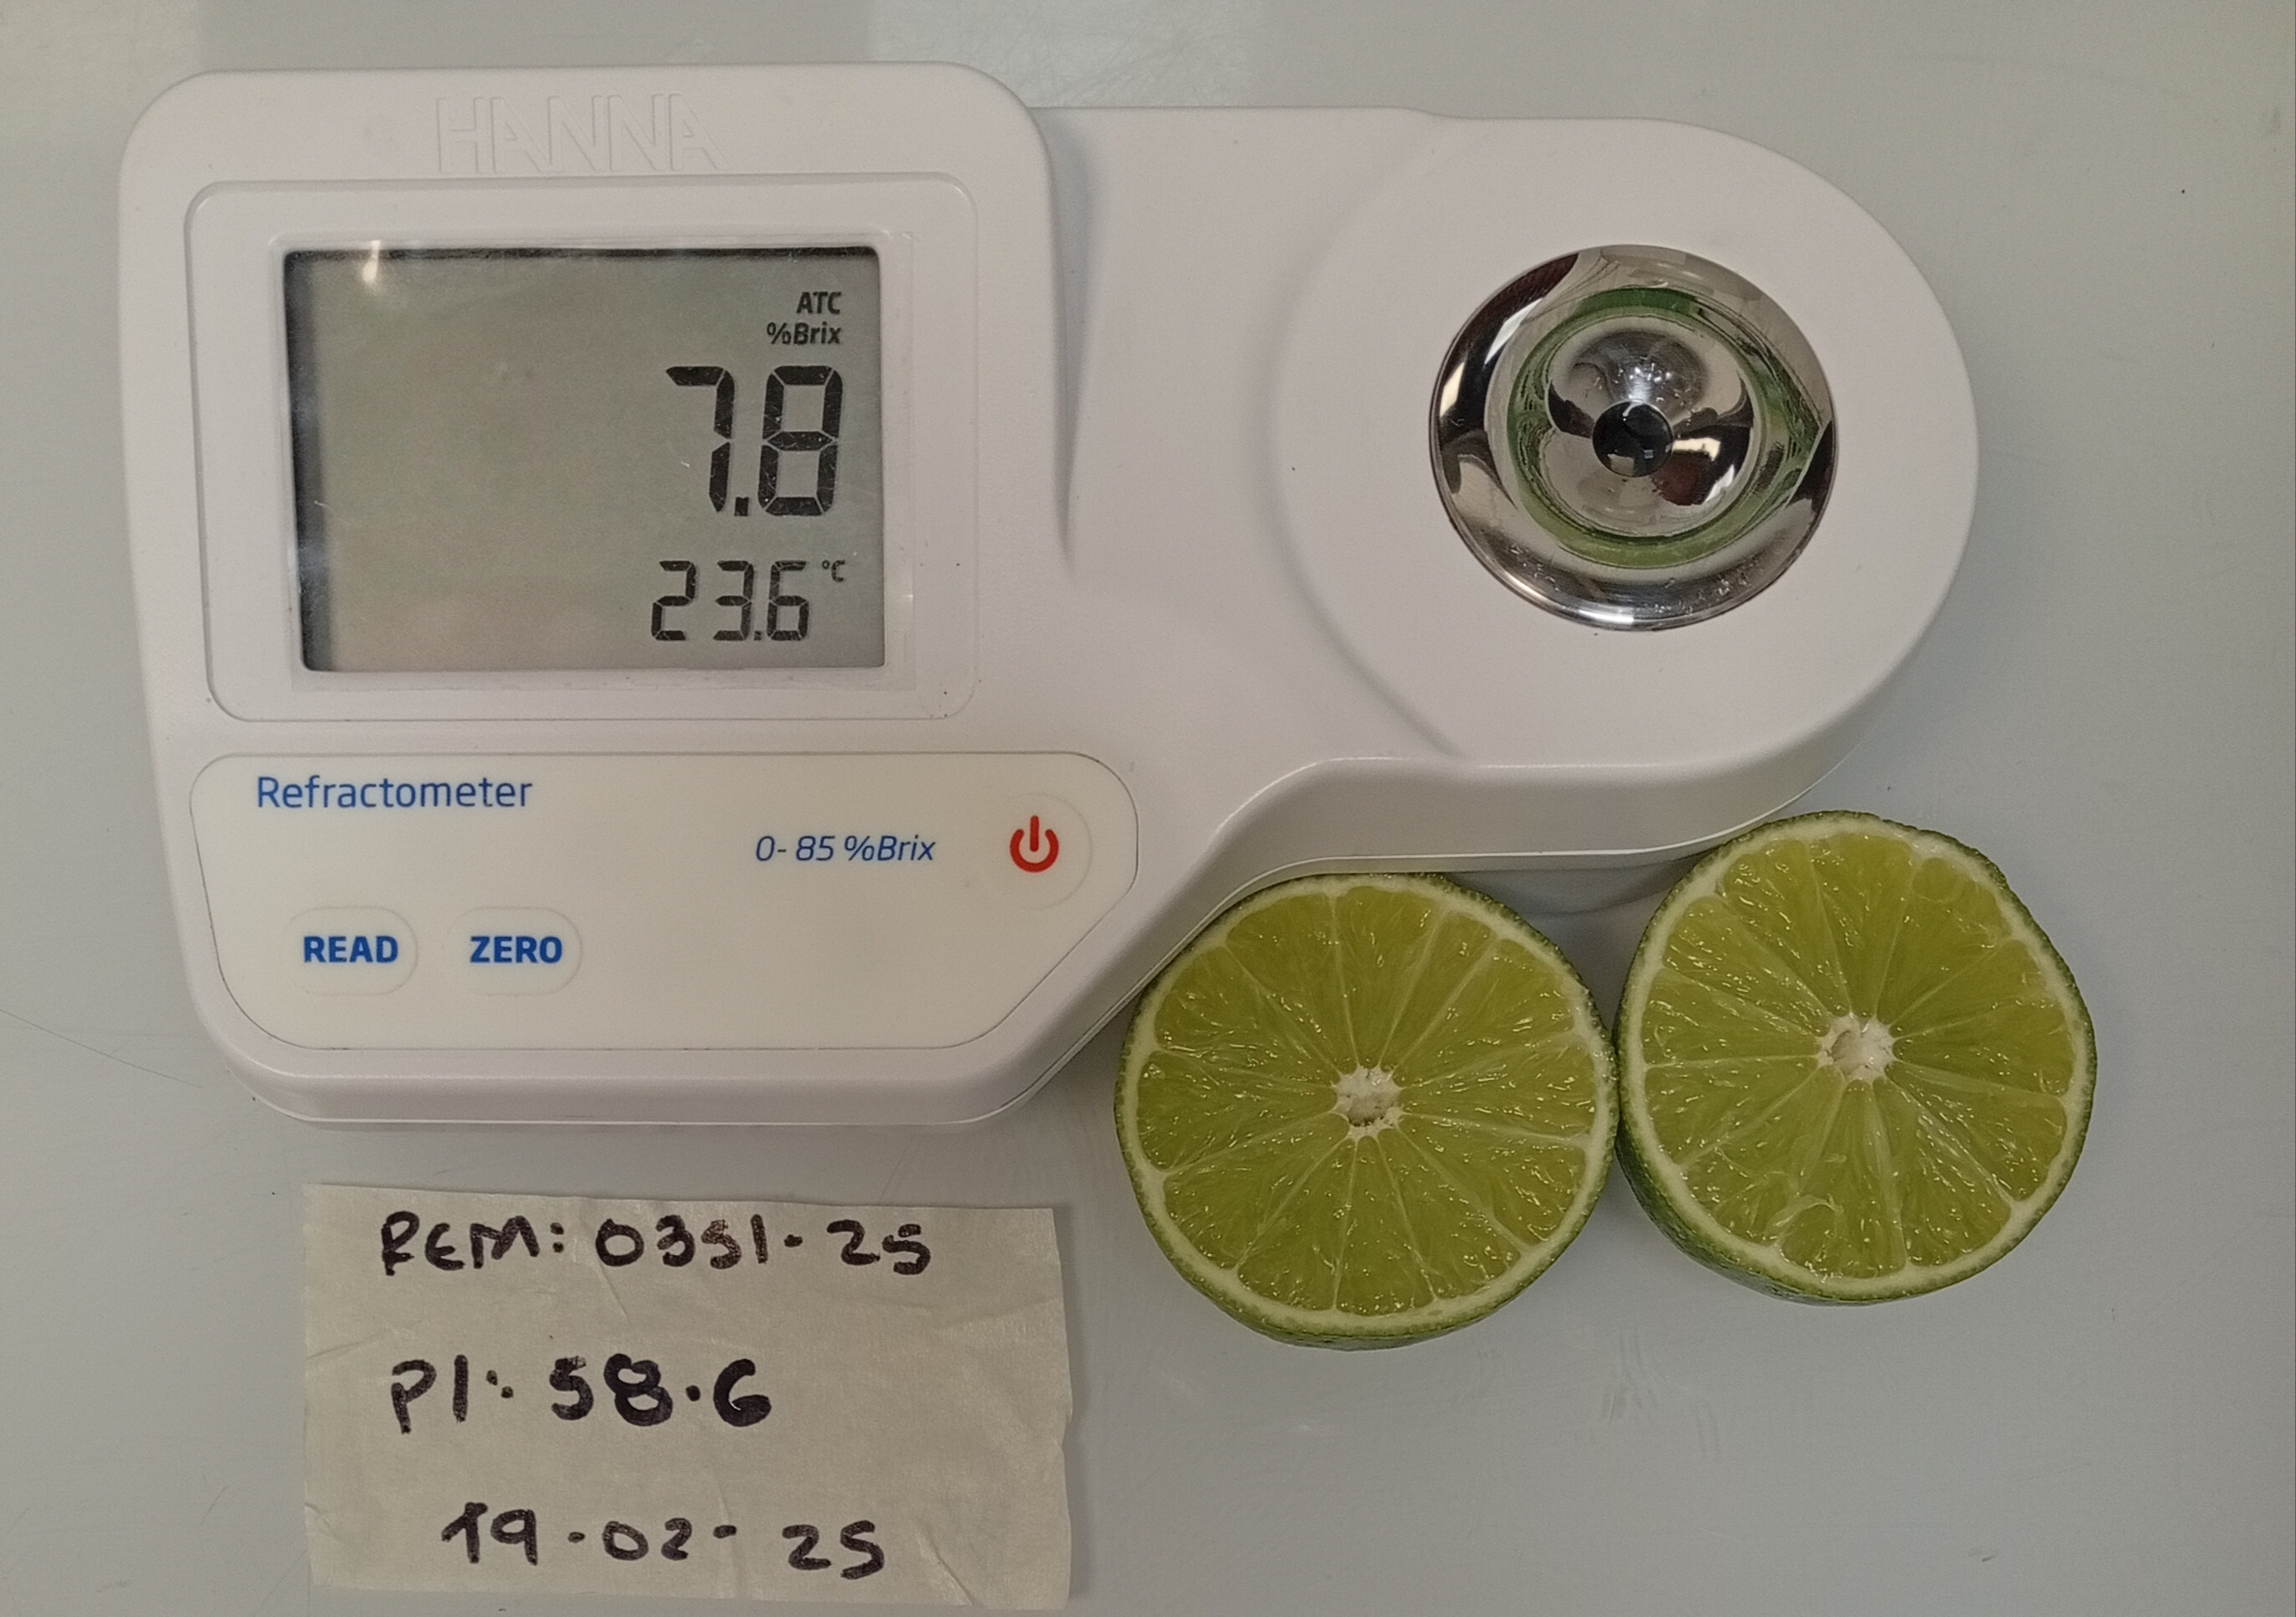 HANNA
ATC
%Brix
7.8
23.6 °C
Refractometer
0-85 %Brix
READ ZERO
REM: 0351-25
PI: 58.6
19-02-25